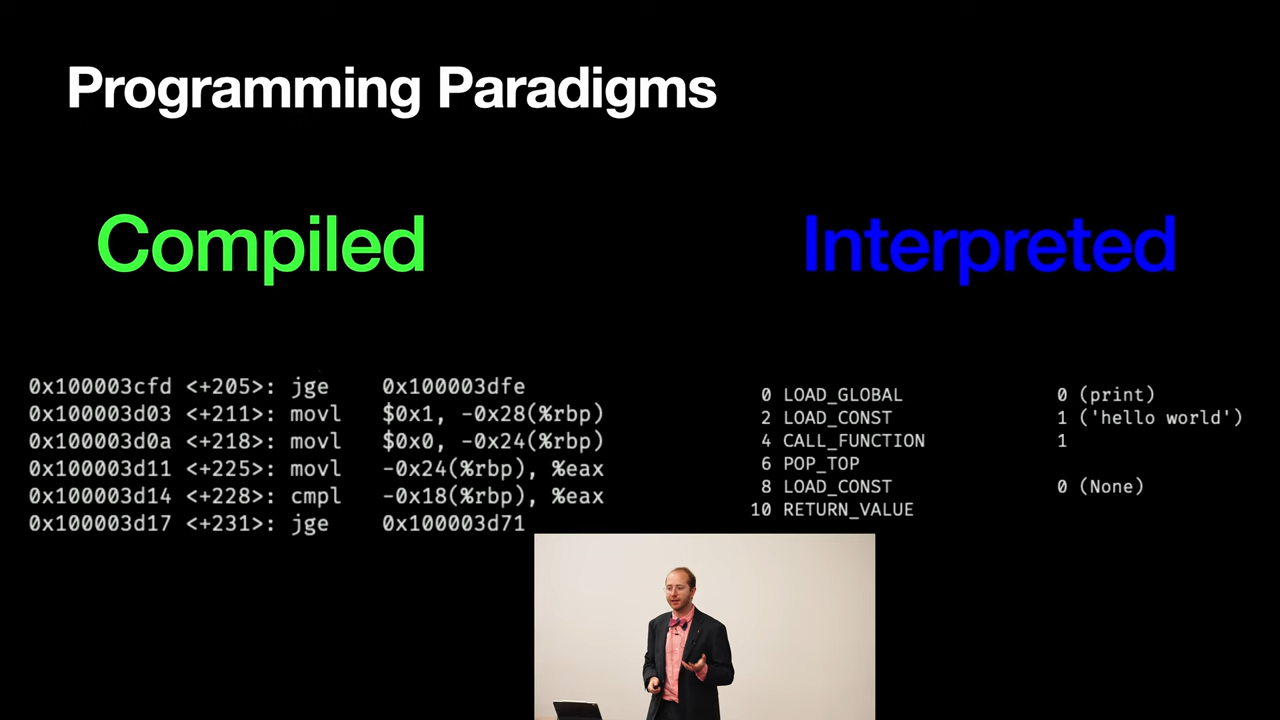 Programming Paradigms
Compiled
0x100003cfd <+205>: jge 0x100003dfe
0x100003d03 <+211>: movl $0x1, -0x28(%rbp)
0x100003d0a <+218>: movl $0x0, -0x24(%rbp)
0x100003d11 <+225>: movl -0x24(%rbp), %eax
0x100003d14 <+228>: cmpl -0x18(%rbp), %eax
0x100003d17 <+231>: jge 0x100003d71
Interpreted
0 LOAD_GLOBAL 0 (print)
2 LOAD_CONST 1 ('hello world')
4 CALL_FUNCTION 1
6 POP_TOP
8 LOAD_CONST 0 (None)
10 RETURN_VALUE